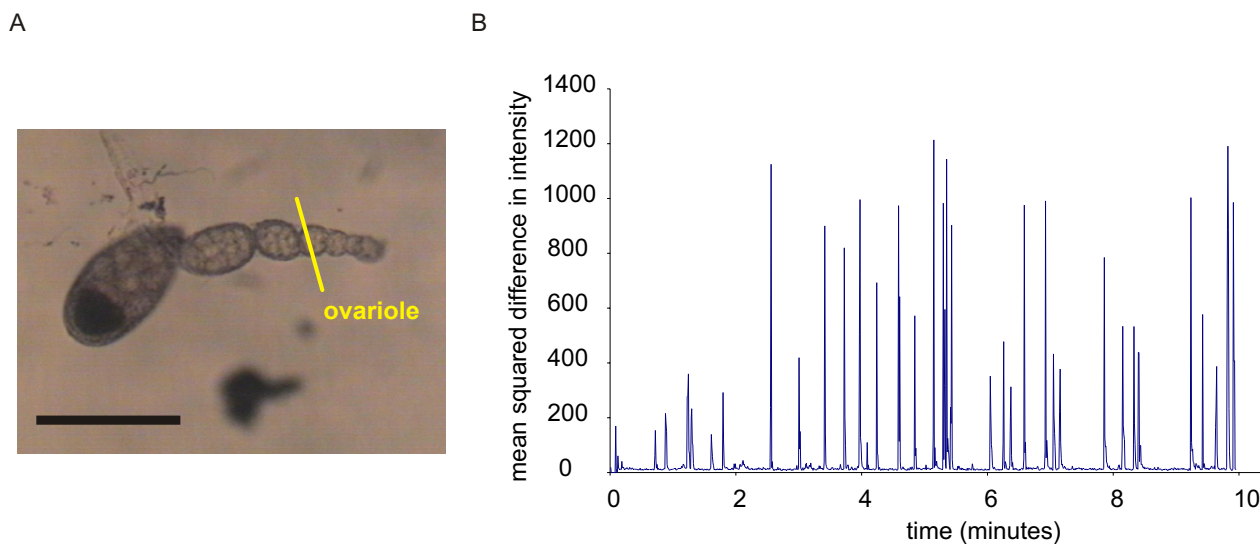 A
B
ovariole
mean squared difference in intensity
1400
1200
1000
800
600
400
200
0
0 2 4 6 8 10
time (minutes)